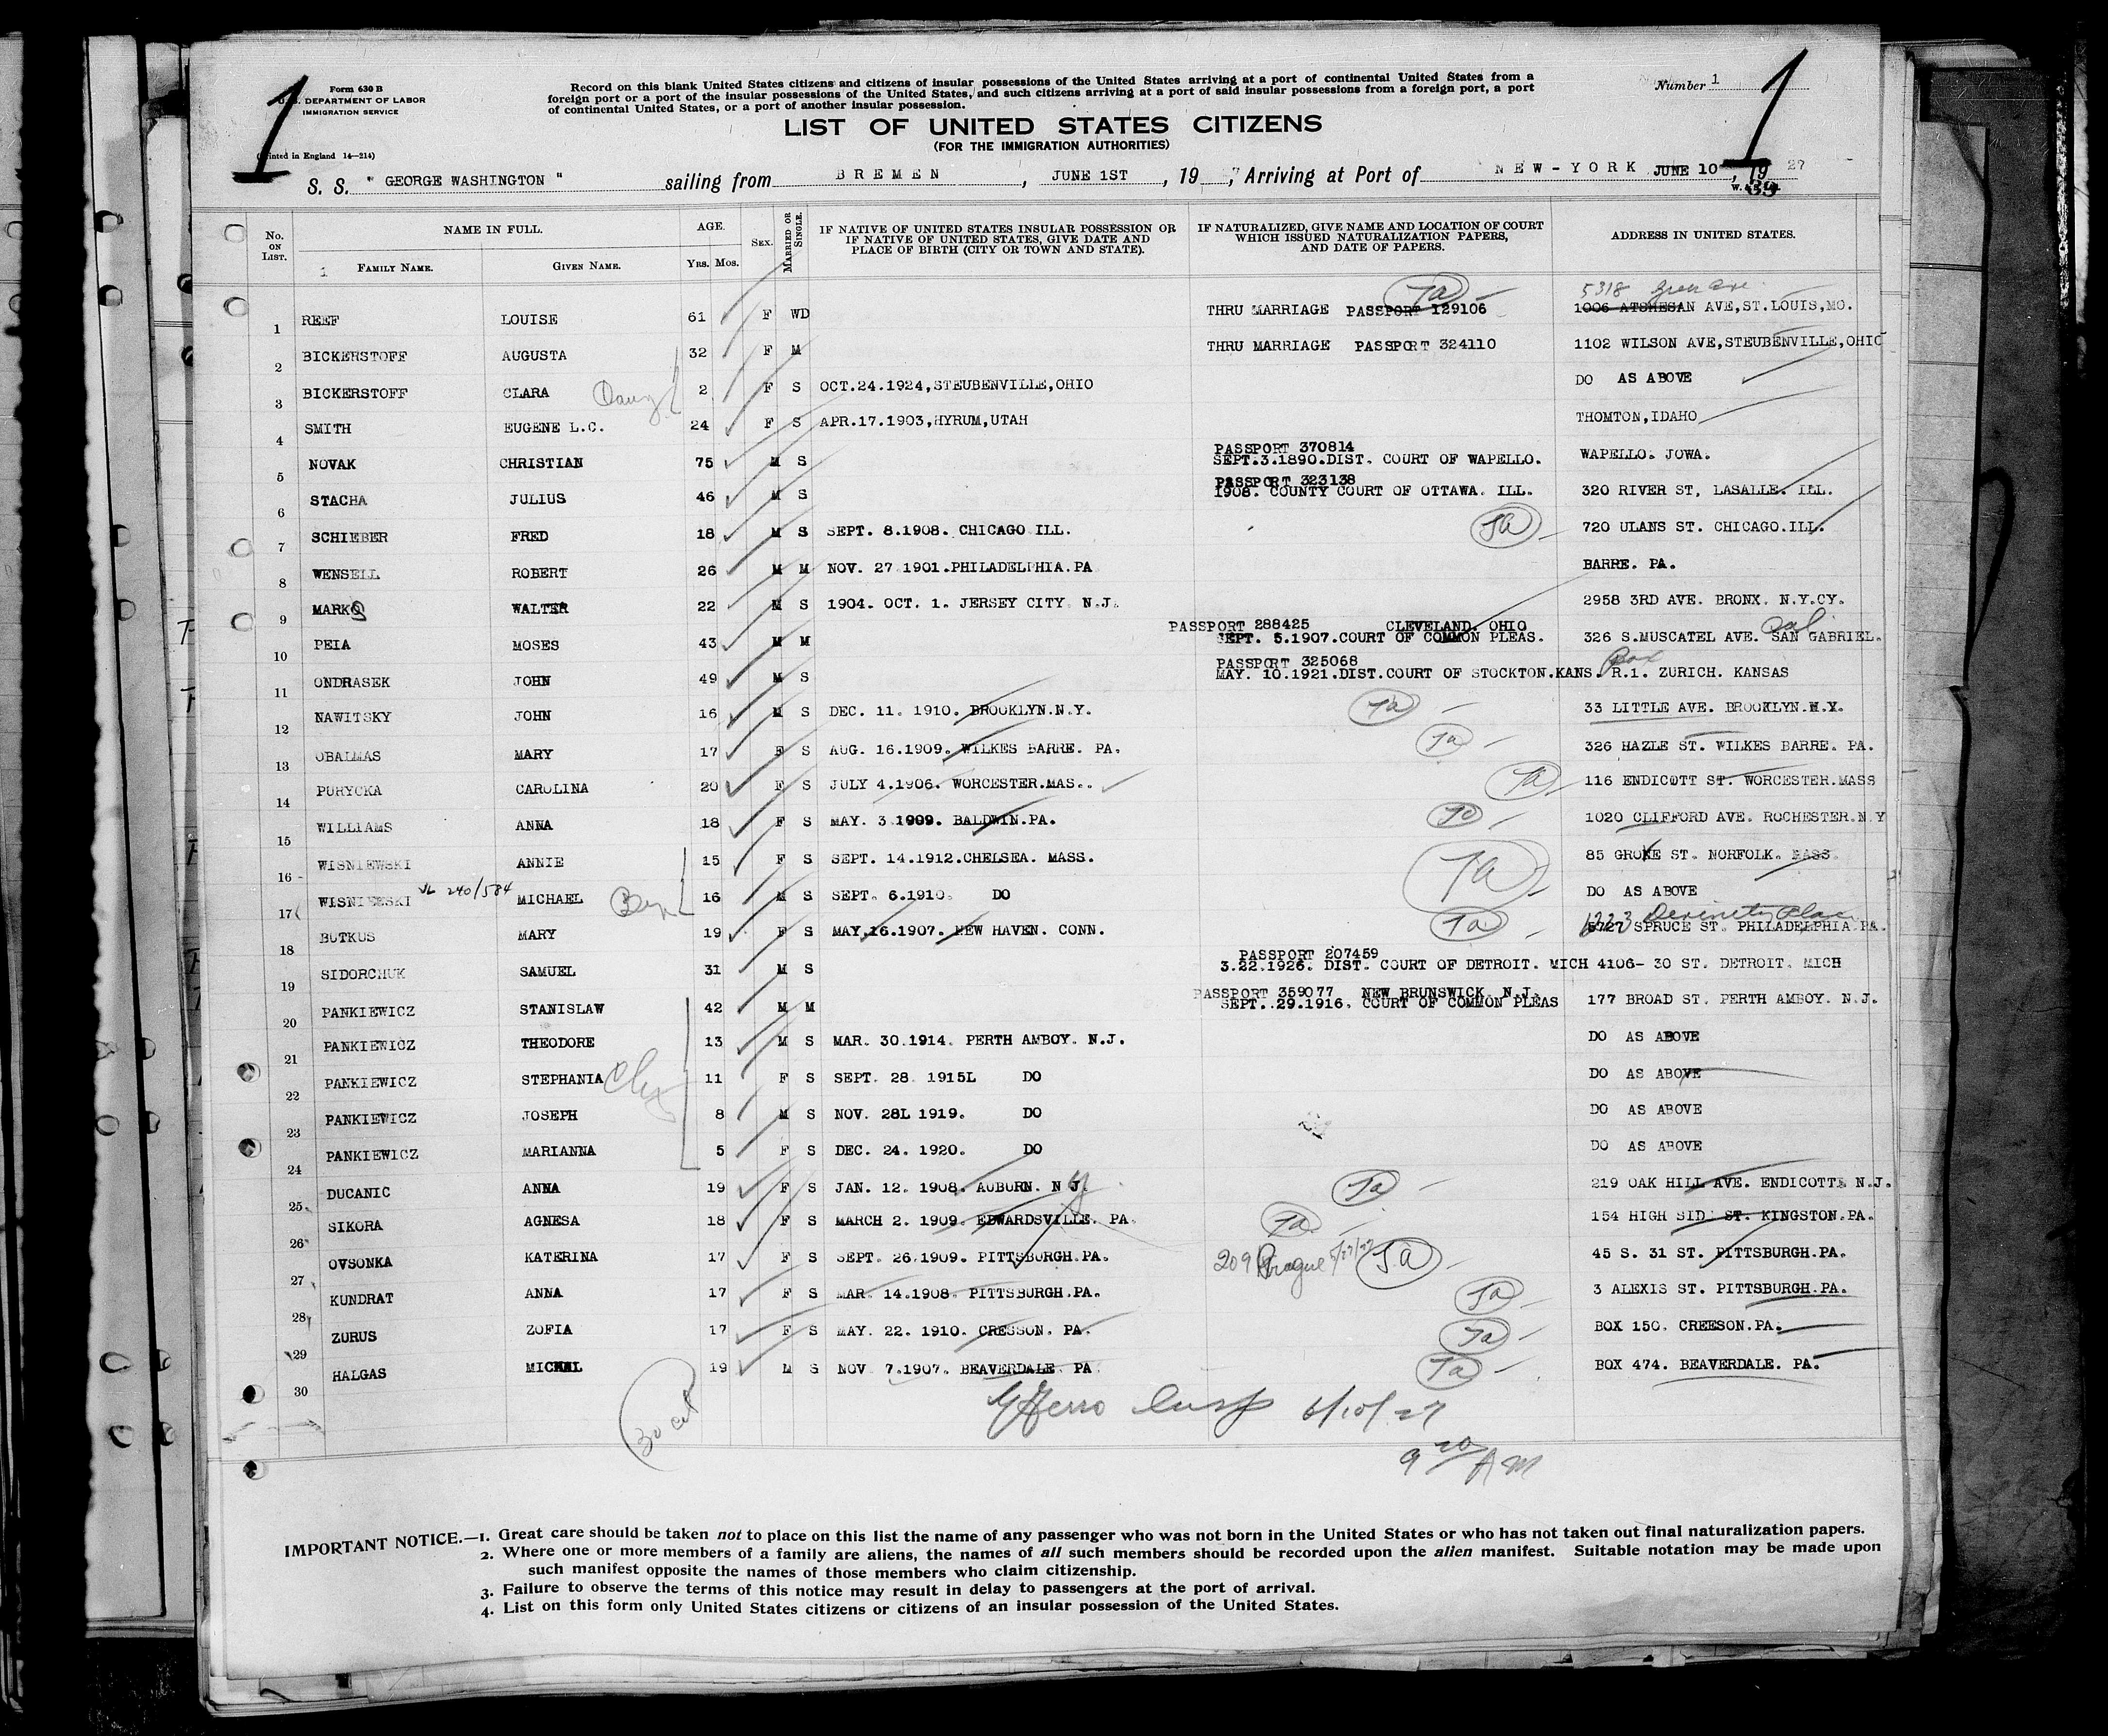 1
Form 630 B
U.S. DEPARTMENT OF LABOR
IMMIGRATION SERVICE
(Printed in England 14—214)
Record on this blank United States citizens and citizens of insular possessions of the United States arriving at a port of continental United States from a
foreign port or a port of the insular possessions of the United States, and such citizens arriving at a port of said insular possessions from a foreign port, a port
of continental United States, or a port of another insular possession.
Number 1
1
LIST OF UNITED STATES CITIZENS
(FOR THE IMMIGRATION AUTHORITIES)
S. S. " GEORGE WASHINGTON " sailing from BREMEN, JUNE 1ST, 19 , Arriving at Port of NEW-YORK JUNE 10, 19 27
No. ON LIST. NAME IN FULL. AGE. SEX. MARRIED OR SINGLE. IF NATIVE OF UNITED STATES INSULAR POSSESSION OR IF NATIVE OF UNITED STATES, GIVE DATE AND PLACE OF BIRTH (CITY OR TOWN AND STATE). IF NATURALIZED, GIVE NAME AND LOCATION OF COURT WHICH ISSUED NATURALIZATION PAPERS, AND DATE OF PAPERS. ADDRESS IN UNITED STATES.
1 FAMILY NAME. GIVEN NAME. YRS. MOS.
5318
1 REEF LOUISE 61 F WD THRU MARRIAGE PASSPORT 129106 1006 ATSHESAN AVE,ST.LOUIS,MO.
2 BICKERSTOFF AUGUSTA 32 F M THRU MARRIAGE PASSPORT 324110 1102 WILSON AVE,STEUBENVILLE,OHIO
3 BICKERSTOFF CLARA Daug 2 F S OCT.24.1924,STEUBENVILLE,OHIO DO AS ABOVE
4 SMITH EUGENE L.C. 24 F S APR.17.1903,HYRUM,UTAH THOMTON,IDAHO
PASSPORT 370814
5 NOVAK CHRISTIAN 75 M S SEPT.3.1890.DIST. COURT OF WAPELLO. WAPELLO. JOWA.
PASSPORT 323138
6 STACHA JULIUS 46 M S 1908. COUNTY COURT OF OTTAWA. ILL. 320 RIVER ST, LASALLE. ILL.
7 SCHIEBER FRED 18 M S SEPT. 8.1908. CHICAGO ILL. 720 ULANS ST. CHICAGO.ILL.
8 WENSELL ROBERT 26 M M NOV. 27 1901.PHILADELPHIA.PA BARRE. PA.
9 MARKS WALTER 22 M S 1904. OCT. 1. JERSEY CITY. N.J. 2958 3RD AVE. BRONX. N.Y.CY.
PASSPORT 288425 CLEVELAND. OHIO Cal
10 PEIA MOSES 43 M M SEPT. 5.1907.COURT OF COMMON PLEAS. 326 S.MUSCATEL AVE. SAN GABRIEL.
PASSPORT 325068 Box
11 ONDRASEK JOHN 49 M S MAY. 10.1921.DIST.COURT OF STOCKTON.KANS. R.1. ZURICH. KANSAS
12 NAWITSKY JOHN 16 M S DEC. 11. 1910. BROOKLYN.N.Y. 33 LITTLE AVE. BROOKLYN.N.Y.
13 OBALMAS MARY 17 F S AUG. 16.1909. WILKES BARRE. PA. 326 HAZLE ST. WILKES BARRE. PA.
14 PURYCKA CAROLINA 20 F S JULY 4.1906. WORCESTER.MAS.. 116 ENDICOTT ST. WORCESTER.MASS
15 WILLIAMS ANNA 18 F S MAY. 3 1909. BALDWIN.PA. 1020 CLIFFORD AVE. ROCHESTER.N.Y
16 WISNIEWSKI ANNIE 15 F S SEPT. 14.1912.CHELSEA. MASS. 85 GROVE ST. NORFOLK. MASS.
17 WISNIEWSKI VL 240/584 MICHAEL 16 M S SEPT. 6.1910. DO DO AS ABOVE
18 BUTKUS MARY 19 F S MAY.16.1907. NEW HAVEN. CONN. SPRUCE ST. PHILADELPHIA PA.
PASSPORT 207459
19 SIDORCHUK SAMUEL 31 M S 3.22.1926. DIST. COURT OF DETROIT. MICH 4106- 30 ST. DETROIT. MICH
PASSPORT 359077 NEW BRUNSWICK N.J.
20 PANKIEWICZ STANISLAW 42 M M SEPT. 29.1916. COURT OF COMMON PLEAS 177 BROAD ST. PERTH AMBOY. N.J.
21 PANKIEWICZ THEODORE 13 M S MAR. 30.1914. PERTH AMBOY. N.J. DO AS ABOVE
22 PANKIEWICZ STEPHANIA 11 F S SEPT. 28 1915L DO DO AS ABOVE
23 PANKIEWICZ JOSEPH 8 M S NOV. 28L 1919. DO DO AS ABOVE
24 PANKIEWICZ MARIANNA 5 F S DEC. 24. 1920. DO DO AS ABOVE
25 DUCANIC ANNA 19 F S JAN. 12. 1908. AUBURN. N J. 219 OAK HILL AVE. ENDICOTT. N.J.
26 SIKORA AGNESA 18 F S MARCH 2. 1909. EDWARDSVILLE. PA. 154 HIGH SID. ST. KINGSTON.PA.
27 OVSONKA KATERINA 17 F S SEPT. 26.1909. PITTSBURGH.PA. 209 Prague 45 S. 31 ST. PITTSBURGH.PA.
28 KUNDRAT ANNA 17 F S MAR. 14.1908. PITTSBURGH.PA. 3 ALEXIS ST. PITTSBURGH.PA.
29 ZURUS ZOFIA 17 F S MAY. 22. 1910. CRESSON. PA. BOX 150. CREESON.PA.
30 HALGAS MICHAL 19 M S NOV 7.1907. BEAVERDALE. PA. BOX 474. BEAVERDALE. PA.
6/10/27
9 20 AM
IMPORTANT NOTICE.—1. Great care should be taken not to place on this list the name of any passenger who was not born in the United States or who has not taken out final naturalization papers.
2. Where one or more members of a family are aliens, the names of all such members should be recorded upon the alien manifest. Suitable notation may be made upon
such manifest opposite the names of those members who claim citizenship.
3. Failure to observe the terms of this notice may result in delay to passengers at the port of arrival.
4. List on this form only United States citizens or citizens of an insular possession of the United States.